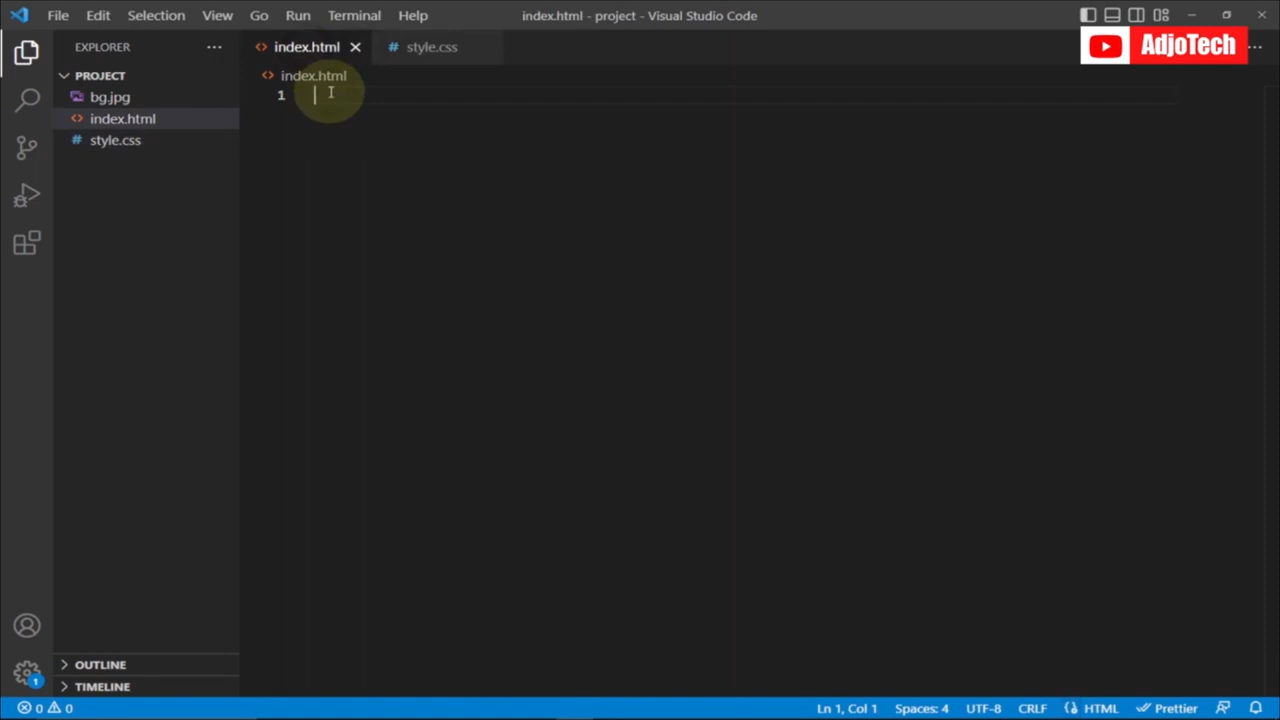 File Edit Selection View Go Run Terminal Help index.html - project - Visual Studio Code
AdjoTech
EXPLORER
index.html
style.css
PROJECT
index.html
bg.jpg
1
index.html
style.css
OUTLINE
1
TIMELINE
0 0 Ln 1, Col 1 Spaces: 4 UTF-8 CRLF HTML Prettier